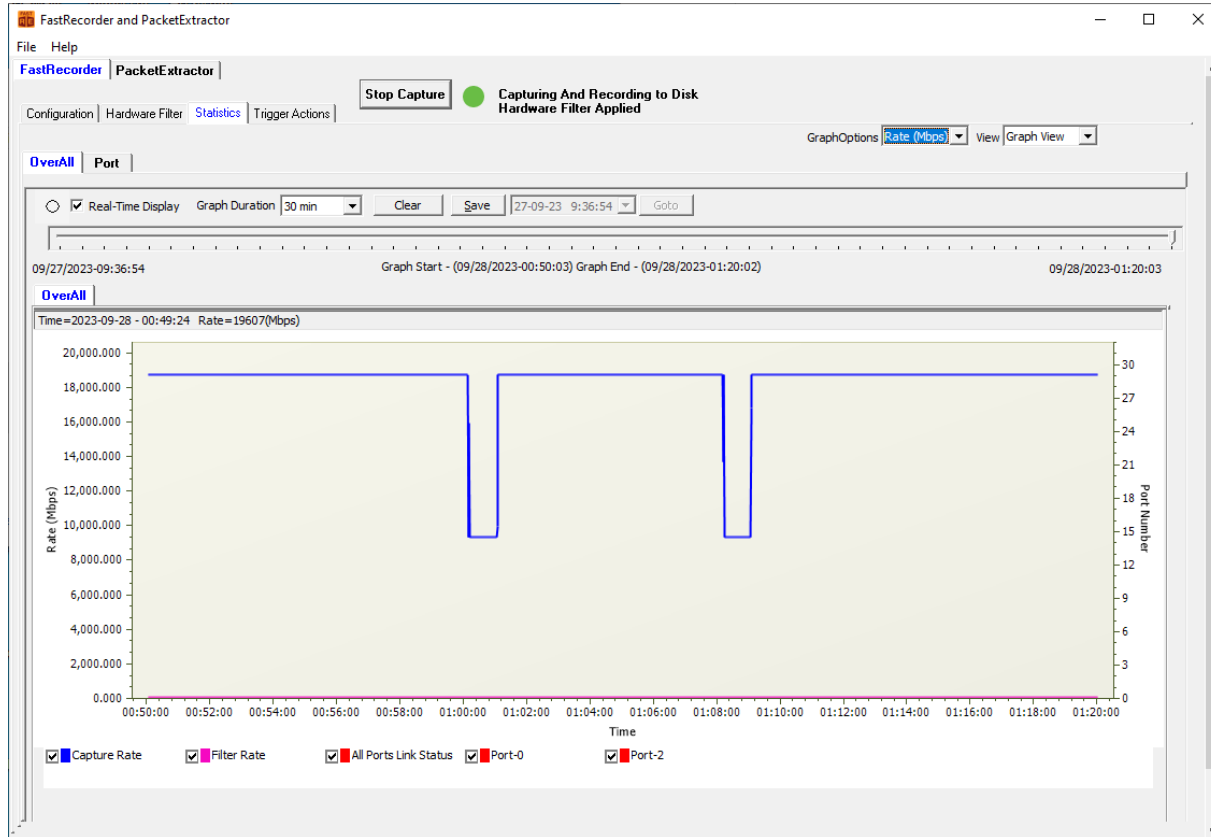 FastRecorder and PacketExtractor
File Help
FastRecorder PacketExtractor
Stop Capture Capturing And Recording to Disk
Hardware Filter Applied
Configuration Hardware Filter Statistics Trigger Actions
GraphOptions Rate (Mbps) View Graph View
OverAll Port
Real-Time Display Graph Duration 30 min Clear Save 27-09-23 9:36:54 Goto
09/27/2023-09:36:54 Graph Start - (09/28/2023-00:50:03) Graph End - (09/28/2023-01:20:02) 09/28/2023-01:20:03
OverAll
Time=2023-09-28 - 00:49:24 Rate=19607(Mbps)
20,000.000
18,000.000
16,000.000
14,000.000
12,000.000
10,000.000
8,000.000
6,000.000
4,000.000
2,000.000
0.000
Rate (Mbps)
30
27
24
21
18
15
12
9
6
3
0
Port Number
00:50:00 00:52:00 00:54:00 00:56:00 00:58:00 01:00:00 01:02:00 01:04:00 01:06:00 01:08:00 01:10:00 01:12:00 01:14:00 01:16:00 01:18:00 01:20:00
Time
Capture Rate Filter Rate All Ports Link Status Port-0 Port-2